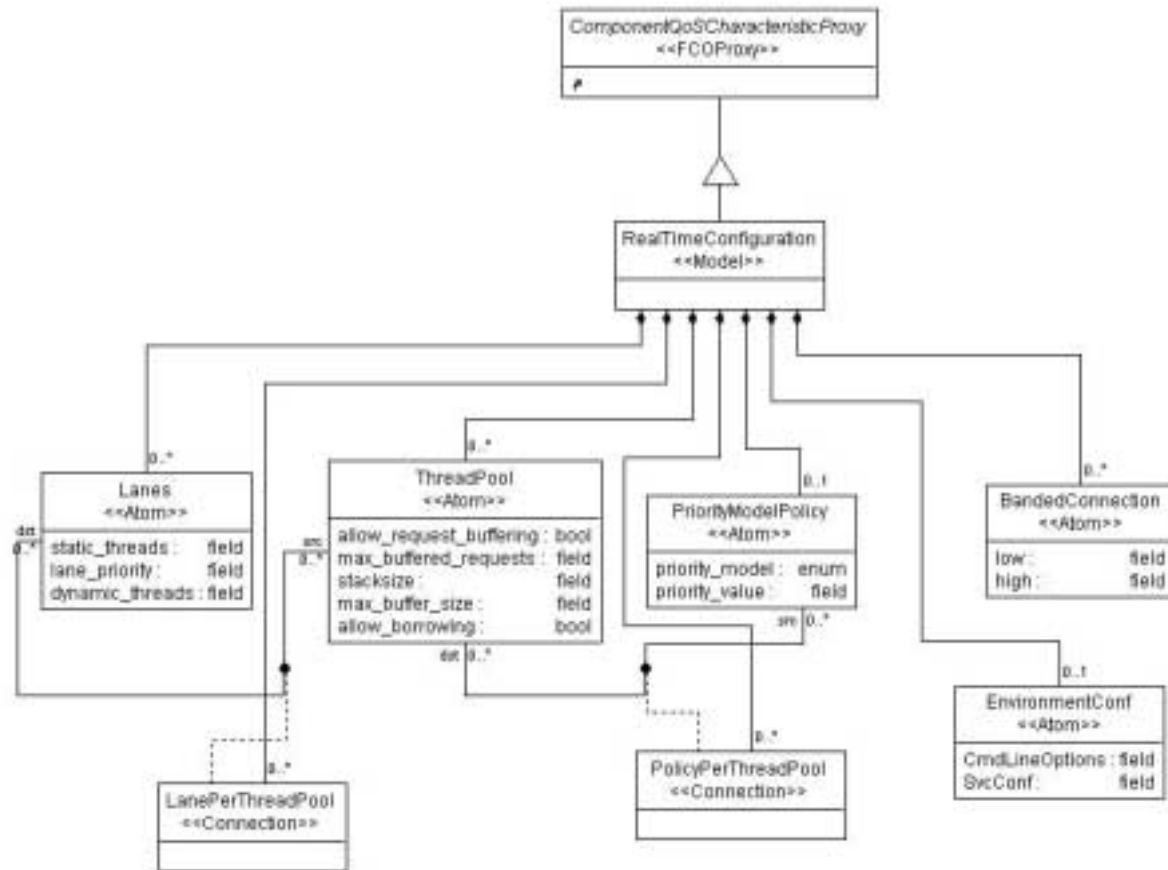 ComponentQoSCharacteristicProxy
<<FCOProxy>>
RealTimeConfiguration
<<Model>>
0..*
Lanes
<<Atom>>
static_threads : field
lane_priority : field
dynamic_threads : field
dst
0..*
0..*
ThreadPool
<<Atom>>
allow_request_buffering : bool
max_buffered_requests : field
stacksize : field
max_buffer_size : field
allow_borrowing : bool
src
0..*
dst 0..*
0..1
PriorityModelPolicy
<<Atom>>
priority_model : enum
priority_value : field
src 0..*
0..*
BandedConnection
<<Atom>>
low : field
high : field
0..1
EnvironmentConf
<<Atom>>
CmdLineOptions : field
SvcConf : field
0..*
LanePerThreadPool
<<Connection>>
0..*
PolicyPerThreadPool
<<Connection>>